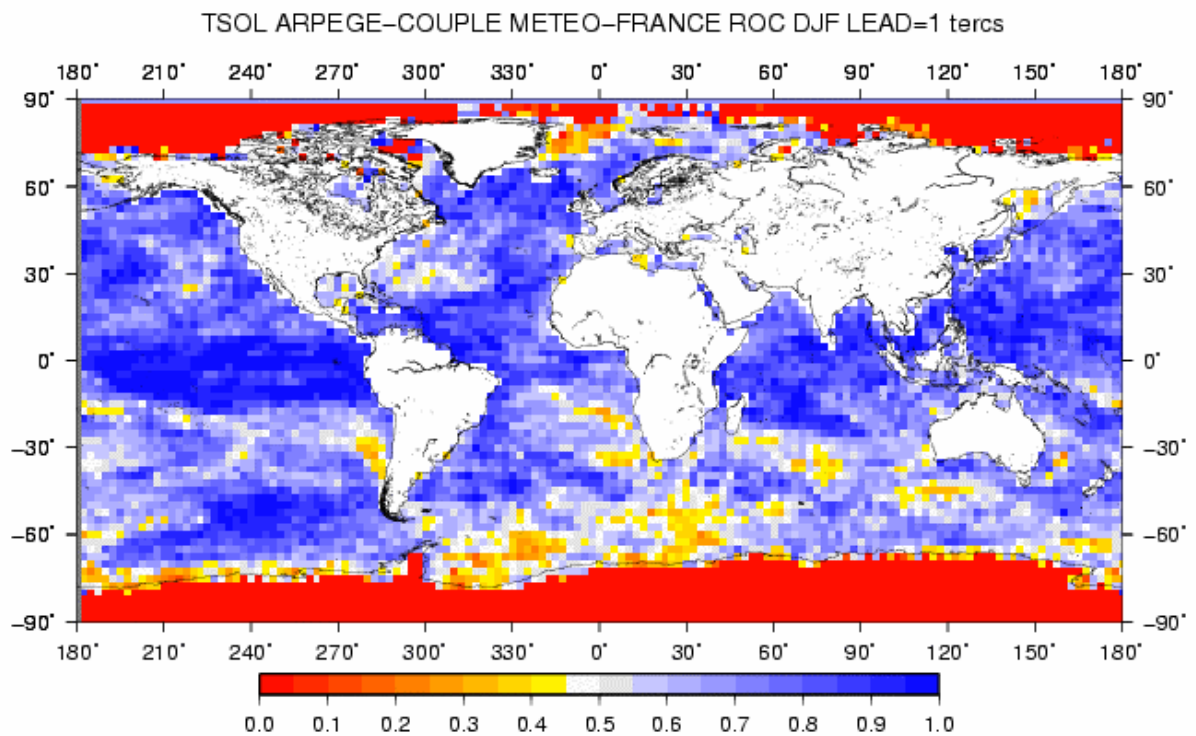 TSOL ARPEGE-COUPLE METEO-FRANCE ROC DJF LEAD=1 tercs
180° 210° 240° 270° 300° 330° 0° 30° 60° 90° 120° 150° 180°
90° 90°
60° 60°
30° 30°
0° 0°
-30° -30°
-60° -60°
-90° -90°
180° 210° 240° 270° 300° 330° 0° 30° 60° 90° 120° 150° 180°
0.0 0.1 0.2 0.3 0.4 0.5 0.6 0.7 0.8 0.9 1.0